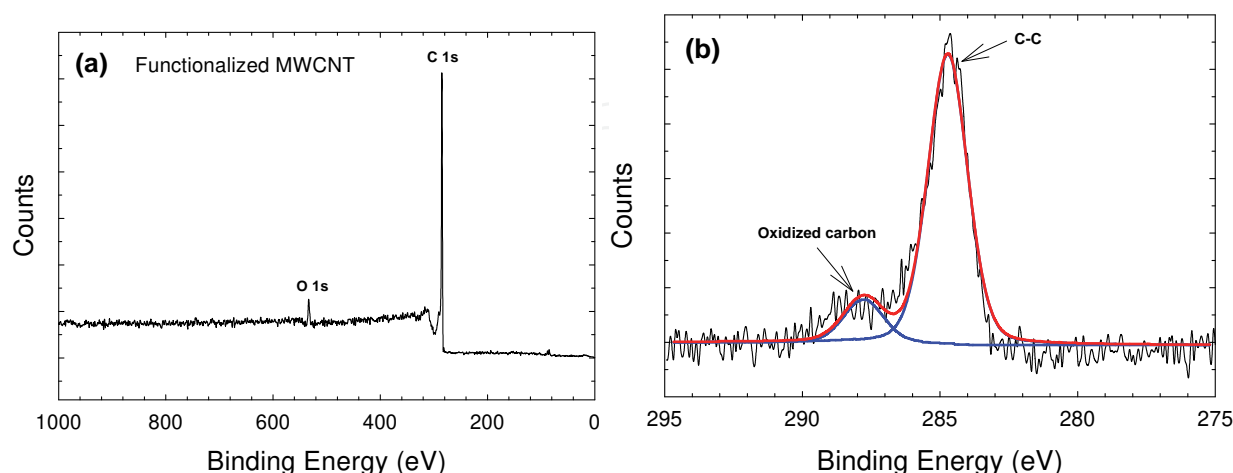 (a) Functionalized MWCNT
C 1s
O 1s
Counts
1000 800 600 400 200 0
Binding Energy (eV)
(b)
C-C
Oxidized carbon
Counts
295 290 285 280 275
Binding Energy (eV)